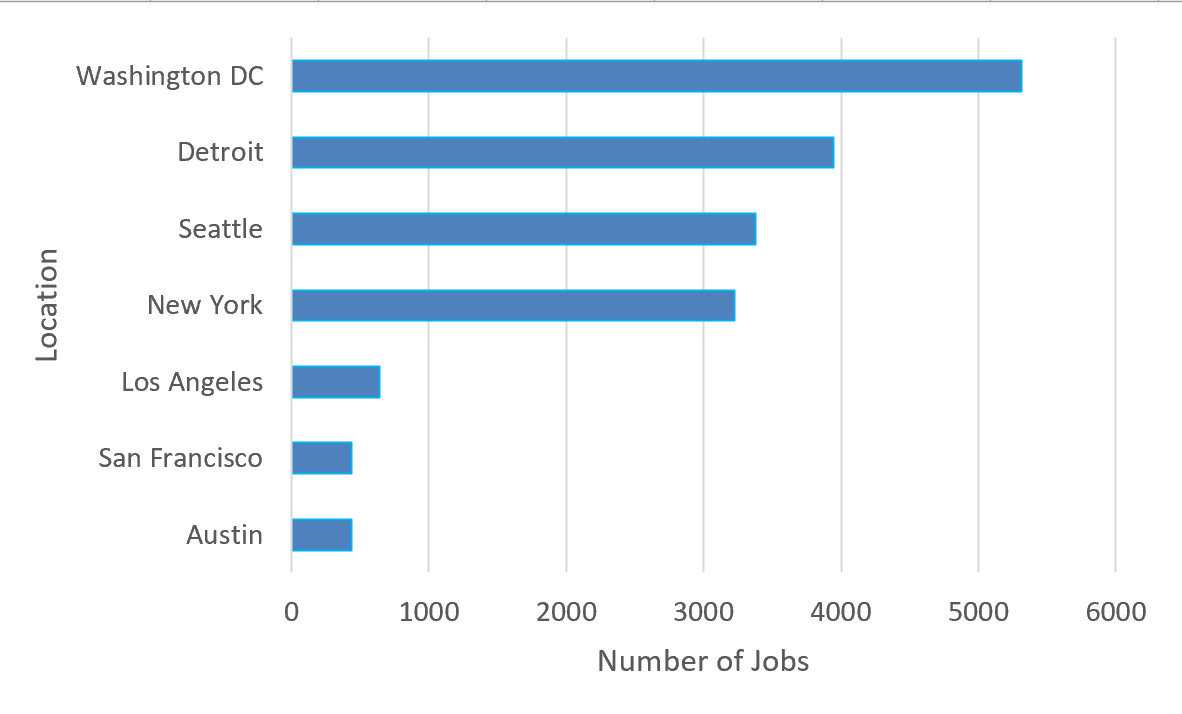 Washington DC
Detroit
Seattle
New York
Los Angeles
San Francisco
Austin
Location
0 1000 2000 3000 4000 5000 6000
Number of Jobs